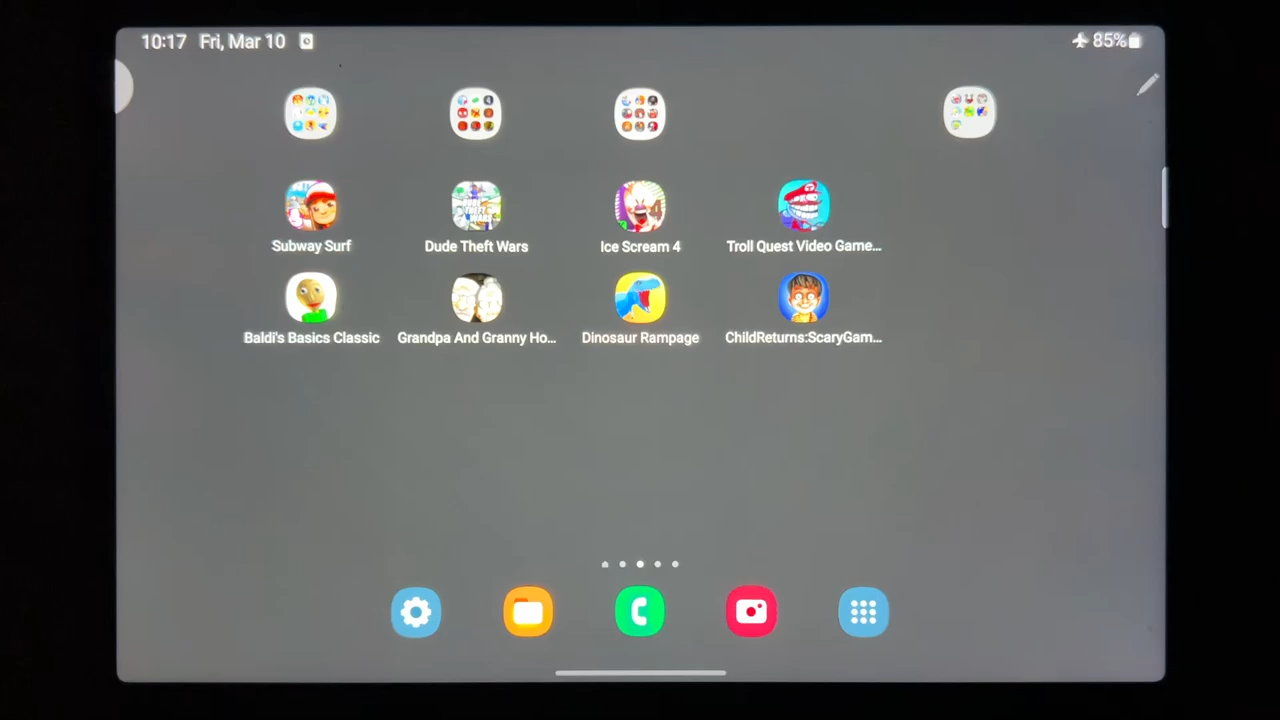 10:17 Fri, Mar 10 85%
Subway Surf Dude Theft Wars Ice Scream 4 Troll Quest Video Game...
Baldi's Basics Classic Grandpa And Granny Ho... Dinosaur Rampage ChildReturns:ScaryGam...